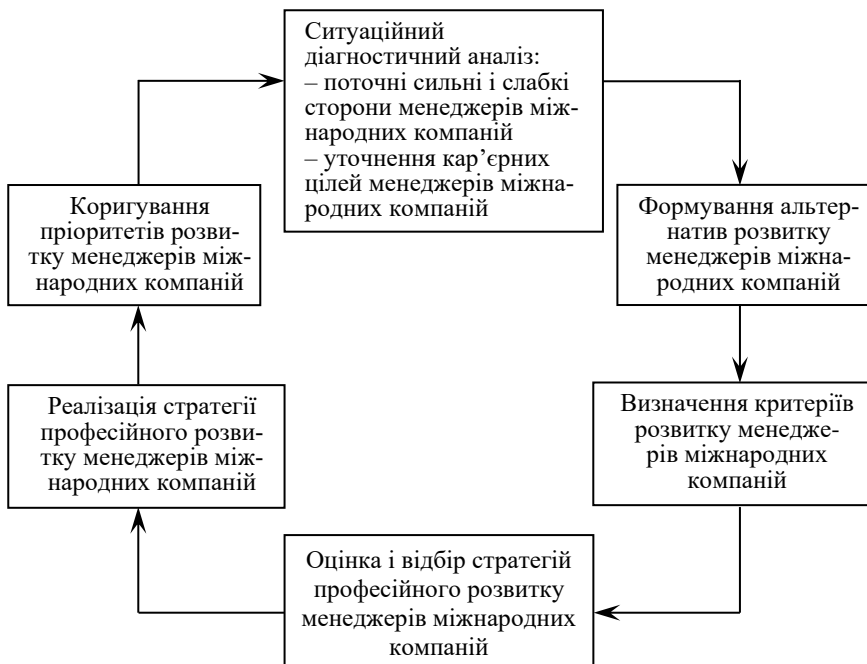 Ситуаційний
діагностичний аналіз:
– поточні сильні і слабкі
сторони менеджерів між-
народних компаній
– уточнення кар’єрних
цілей менеджерів міжна-
родних компаній
Формування альтер-
натив розвитку
менеджерів міжна-
родних компаній
Визначення критеріїв
розвитку менедже-
рів міжнародних
компаній
Оцінка і відбір стратегій
професійного розвитку
менеджерів міжнародних
компаній
Реалізація стратегії
професійного розви-
тку менеджерів між-
народних компаній
Коригування
пріоритетів розви-
тку менеджерів між-
народних компаній